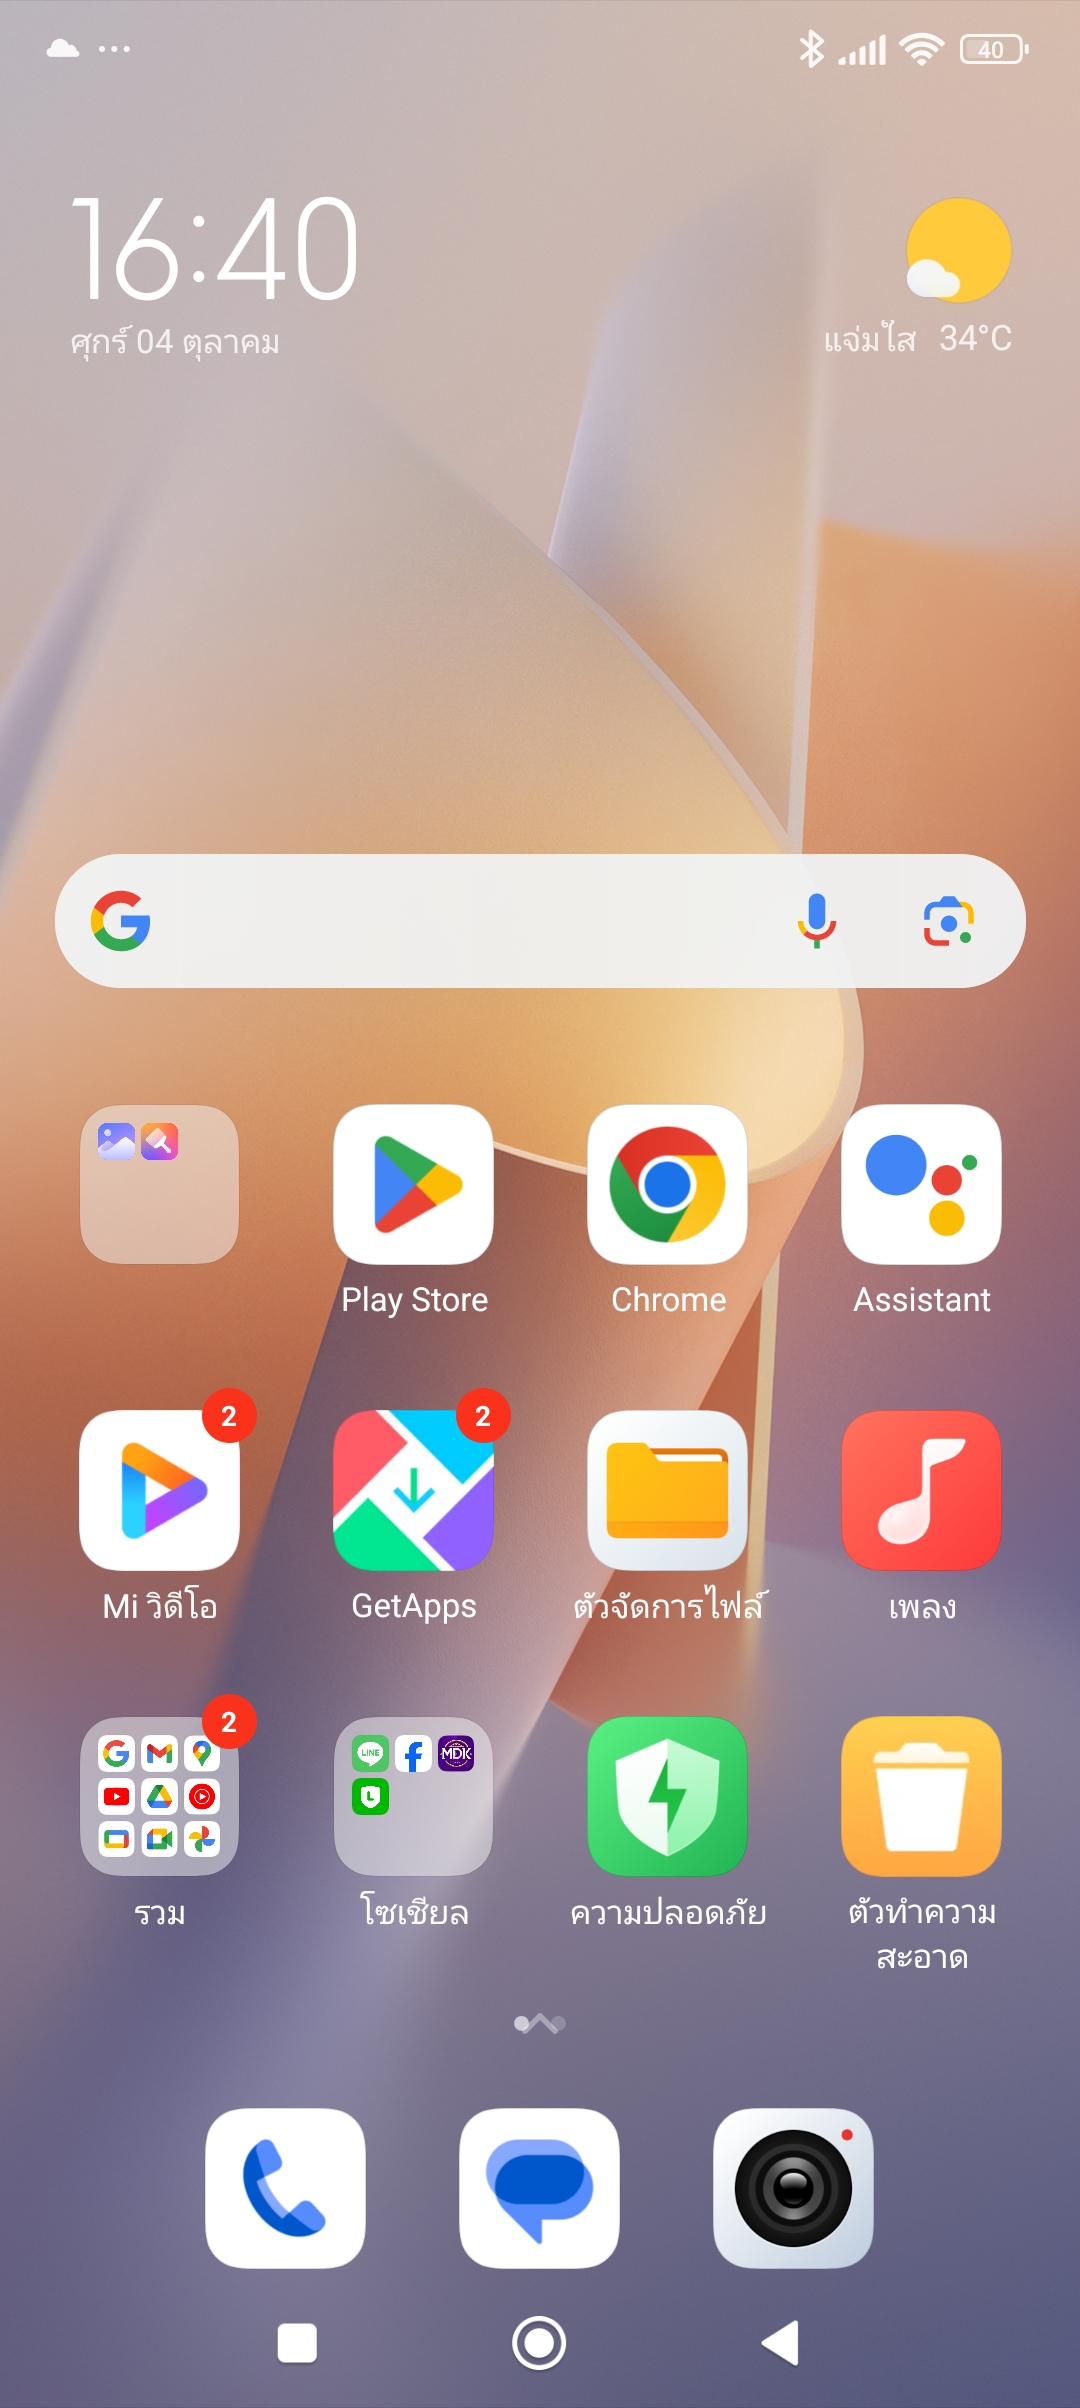 40
16:40
ศุกร์ 04 ตุลาคม
แจ่มใส 34°C
Play Store
Chrome
Assistant
2
2
Mi วิดีโอ
GetApps
ตัวจัดการไฟล์
เพลง
2
LINE
MDK
L
รวม
โซเชียล
ความปลอดภัย
ตัวทำความ
สะอาด